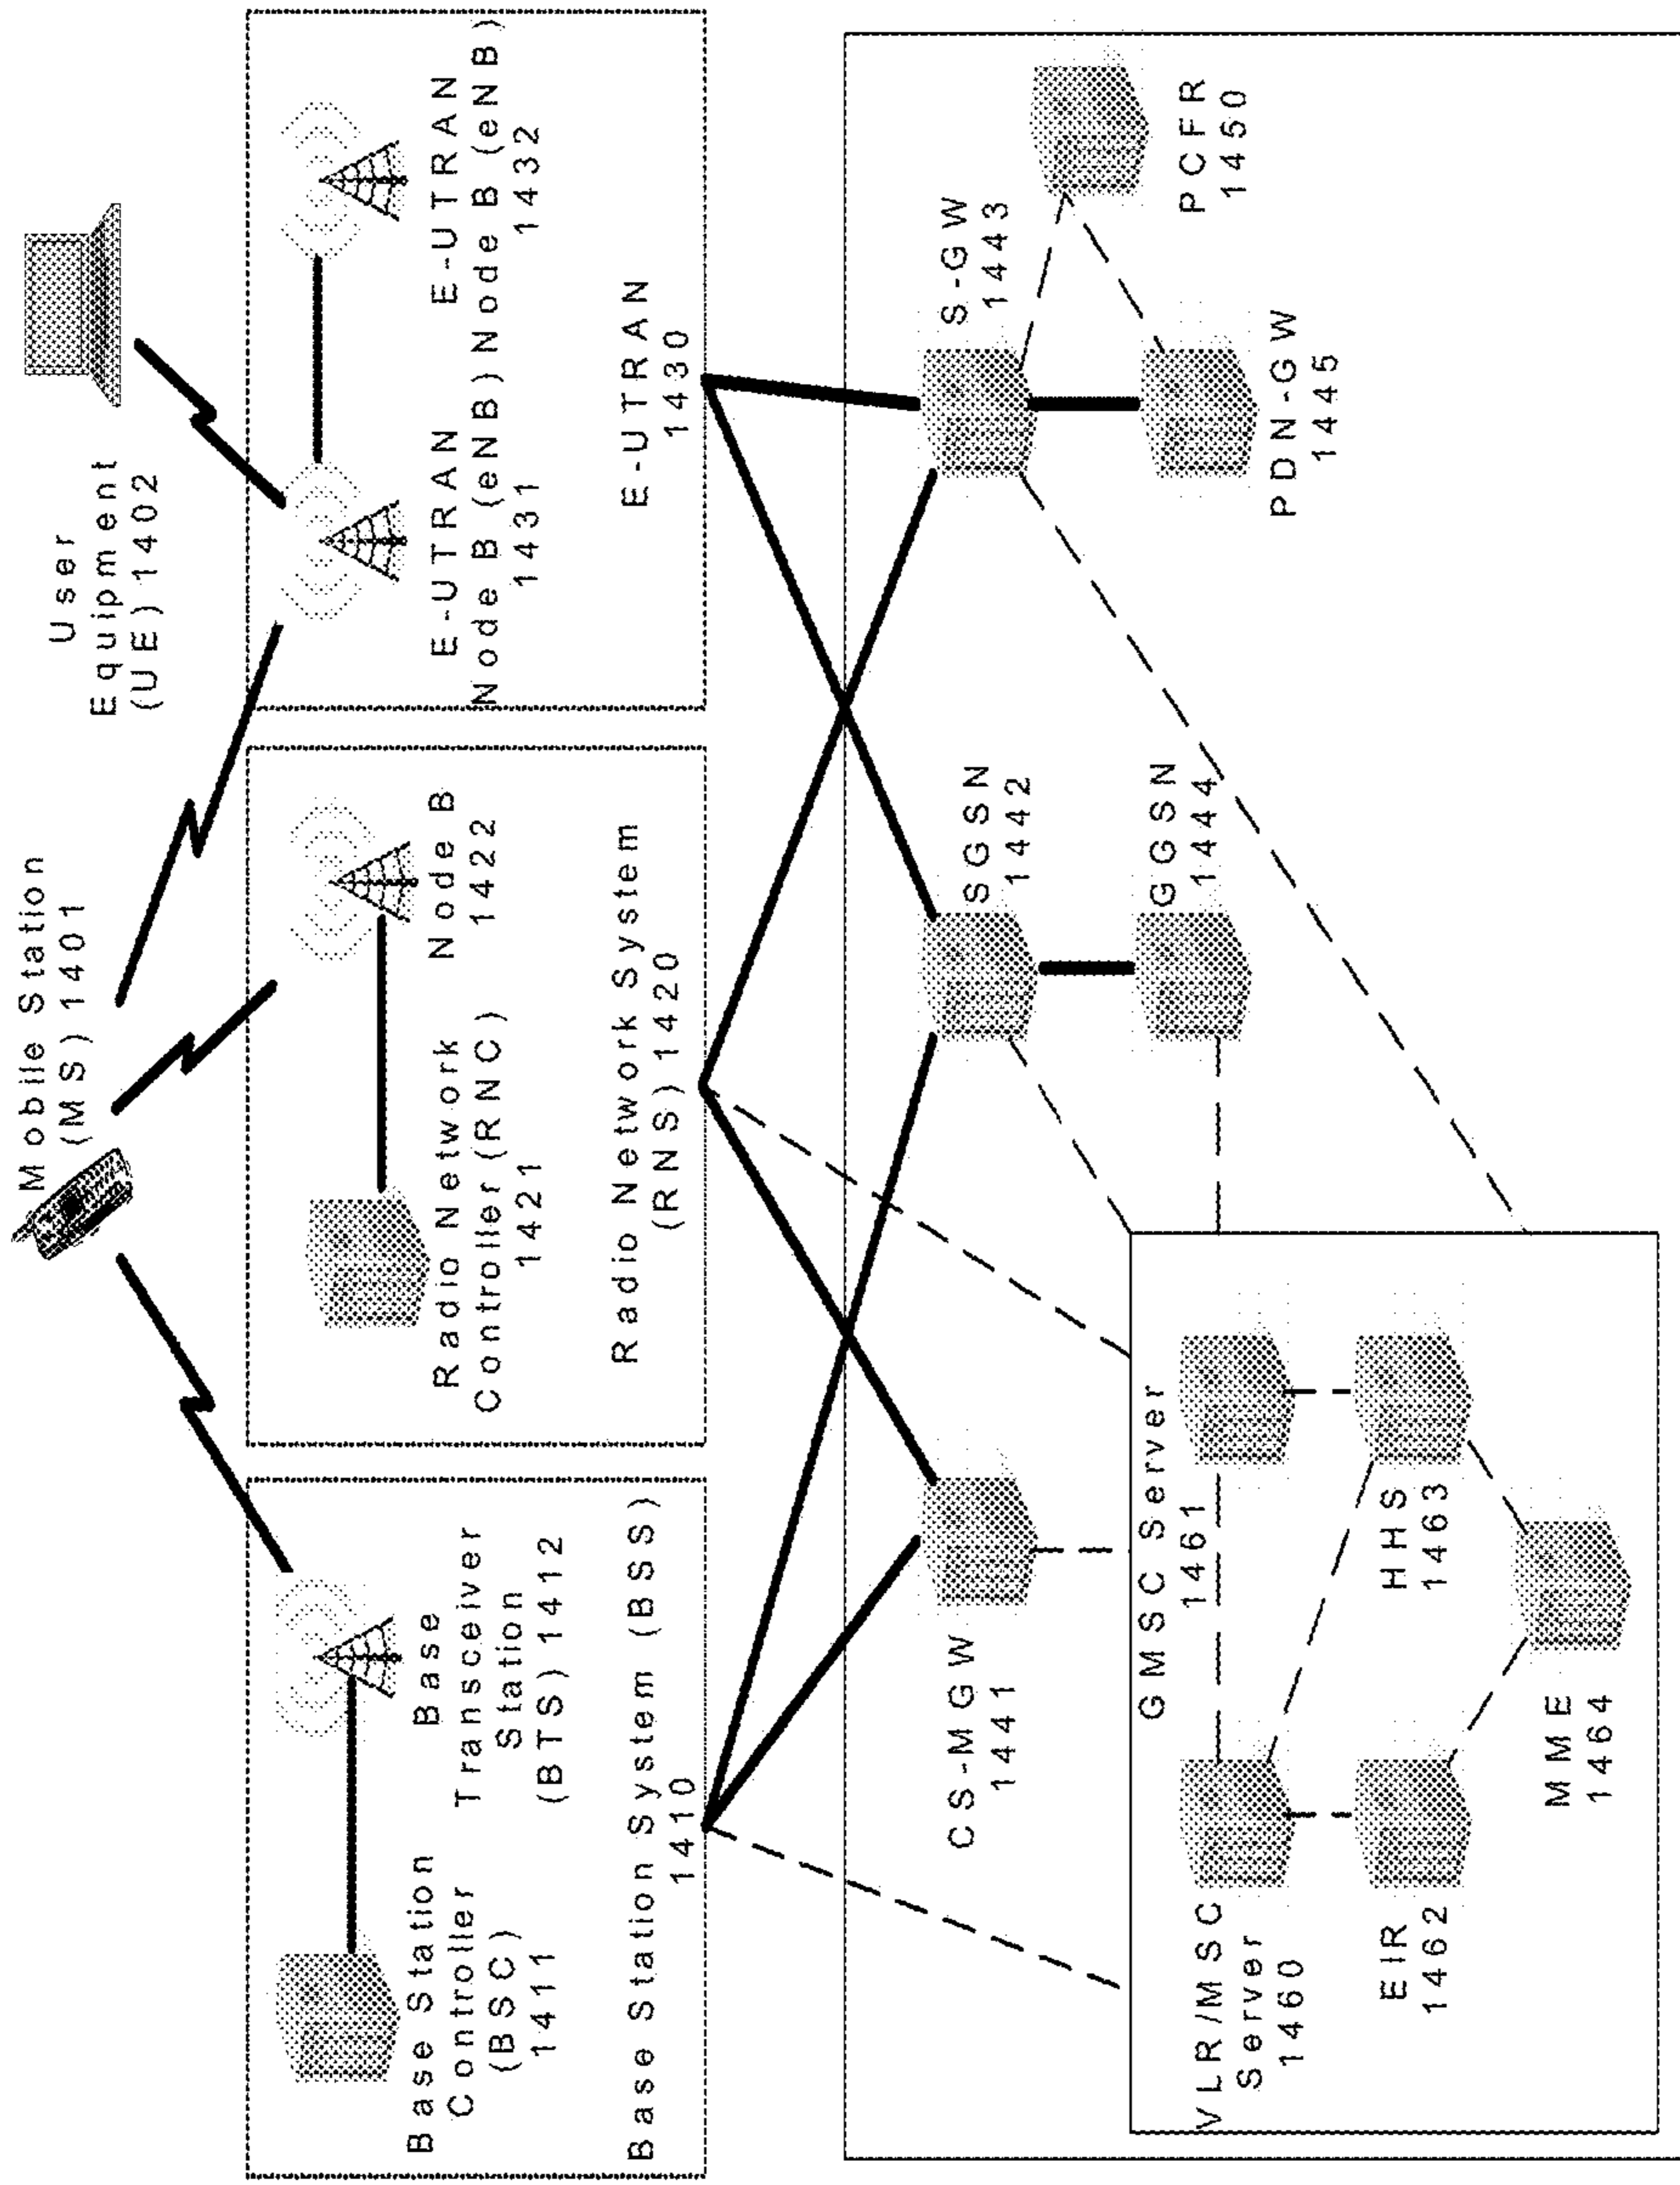 Mobile Station
(MS) 1401
User
Equipment
(UE) 1402
Base Station
Controller
(BSC)
1411
Base
Transceiver
Station
(BTS) 1412
Base Station System (BSS)
1410
Radio Network
Controller (RNC)
1421
Node B
1422
Radio Network System
(RNS) 1420
E-UTRAN
Node B (eNB)
1431
E-UTRAN
Node B (eNB)
1432
E-UTRAN
1430
CS-MGW
1441
SGSN
1442
GGSN
1444
S-GW
1443
PDN-GW
1445
PCFR
1450
VLR/MSC
Server
1460
GMSC Server
1461
EIR
1462
HHS
1463
MME
1464